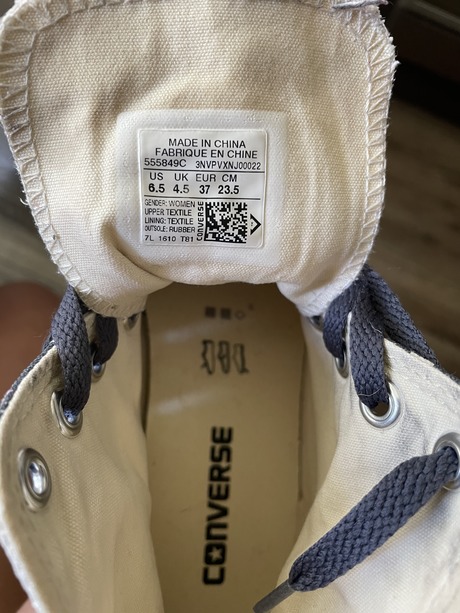 MADE IN CHINA
FABRIQUE EN CHINE
555849C 3NVPVXNJ00022
US UK EUR CM
6.5 4.5 37 23.5
GENDER: WOMEN
UPPER: TEXTILE
LINING: TEXTILE
OUTSOLE: RUBBER
7L 1610 T81
CONVERSE
CONVERSE